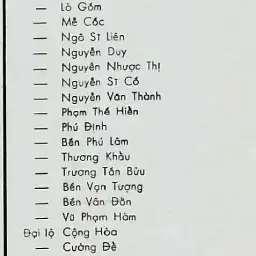 — Lò Gốm
— Mễ Cốc
— Ngô Sĩ Liên
— Nguyễn Duy
— Nguyễn Nhược Thị
— Nguyễn Sĩ Cố
— Nguyễn Văn Thành
— Phạm Thế Hiển
— Phú Định
— Bến Phú Lâm
— Thương Khẩu
— Trương Tấn Bửu
— Bến Vạn Tượng
— Bến Vân Đồn
— Vũ Phạm Hàm
Đại lộ Cộng Hòa
— Cường Đề